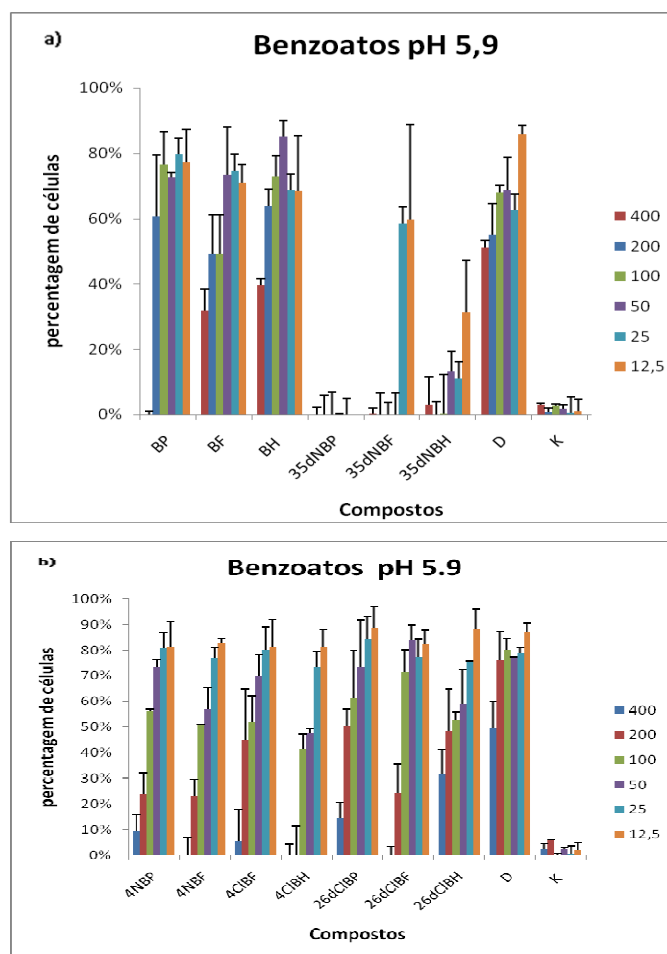 a)
Benzoatos pH 5,9
percentagem de células
100%
80%
60%
40%
20%
0%
BP
BF
BH
35dNBP
35dNBF
35dNBH
D
K
Compostos
400
200
100
50
25
12,5
b)
Benzoatos pH 5.9
percentagem de células
100%
90%
80%
70%
60%
50%
40%
30%
20%
10%
0%
4NBP
4NBF
4ClBF
4ClBH
26dClBP
26dClBF
26dClBH
D
K
Compostos
400
200
100
50
25
12,5